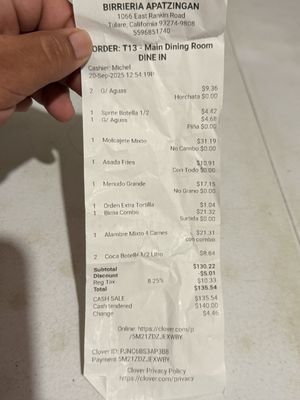 BIRRIERIA APATZINGAN
1066 East Rankin Road
Tulare, California 93274-9808
5596851740
ORDER: T13 - Main Dining Room
DINE IN
Cashier: Michel
20-Sep-2025 12:54:19P
2 G/ Aguas $9.36
Horchata $0.00
1 Sprite Botella 1/2 $4.42
1 G/ Aguas $4.68
Piña $0.00
1 Molcajete Mixto $31.19
No Combo $0.00
1 Asada Fries $10.91
Con Todo $0.00
1 Menudo Grande $17.15
No Grano $0.00
1 Orden Extra Tortilla $1.04
1 Birria Combo $21.32
Surtida $0.00
1 Alambre Mixto 4 Carnes $21.31
con combo
2 Coca Botella 1/2 Litro $8.84
Subtotal $130.22
Discount -$5.01
Reg Tax 8.25% $10.33
Total $135.54
CASH SALE $135.54
Cash tendered $140.00
Change $4.46
Online: https://clover.com/p
/5M21ZDZJEXWBY
Clover ID: PJNC6BS3AP3B8
Payment 5M21ZDZJEXWBY
Clover Privacy Policy
https://clover.com/privacy